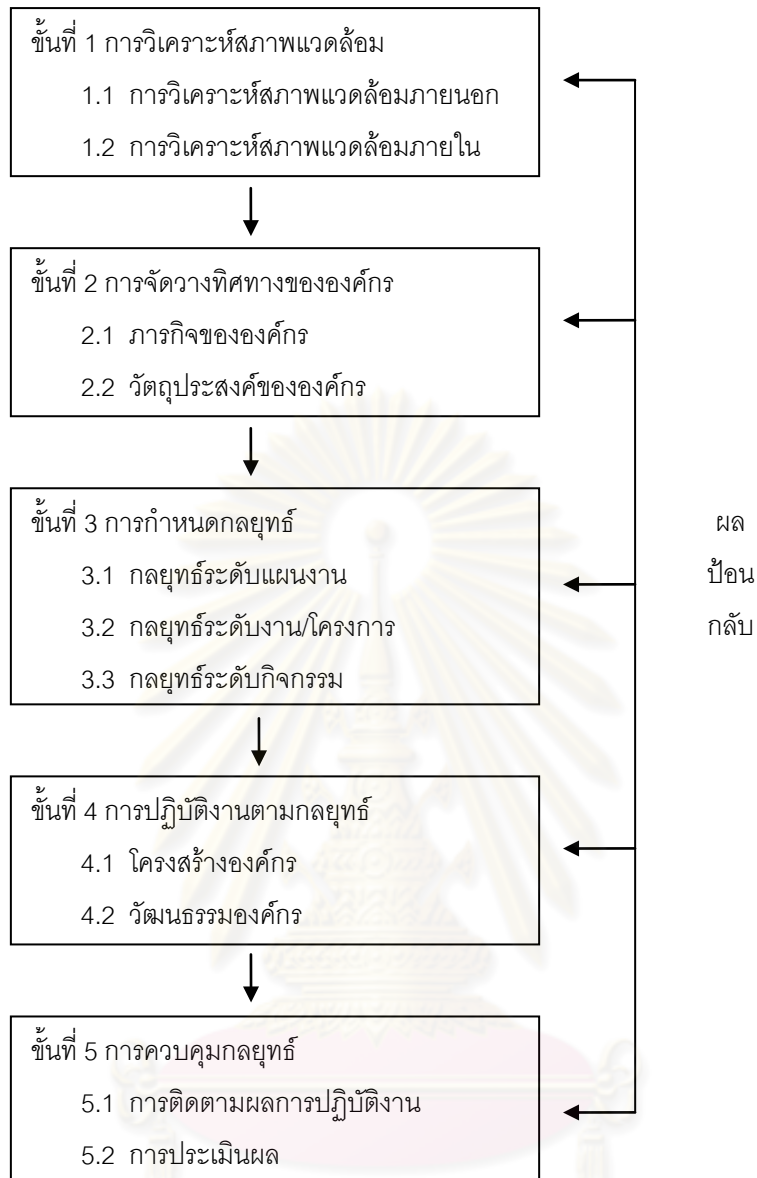 ขั้นที่ 1 การวิเคราะห์สภาพแวดล้อม
1.1 การวิเคราะห์สภาพแวดล้อมภายนอก
1.2 การวิเคราะห์สภาพแวดล้อมภายใน
ขั้นที่ 2 การจัดวางทิศทางขององค์กร
2.1 ภารกิจขององค์กร
2.2 วัตถุประสงค์ขององค์กร
ขั้นที่ 3 การกำหนดกลยุทธ์
3.1 กลยุทธ์ระดับแผนงาน
3.2 กลยุทธ์ระดับงาน/โครงการ
3.3 กลยุทธ์ระดับกิจกรรม
ขั้นที่ 4 การปฏิบัติงานตามกลยุทธ์
4.1 โครงสร้างองค์กร
4.2 วัฒนธรรมองค์กร
ขั้นที่ 5 การควบคุมกลยุทธ์
5.1 การติดตามผลการปฏิบัติงาน
5.2 การประเมินผล
ผล
ป้อน
กลับ